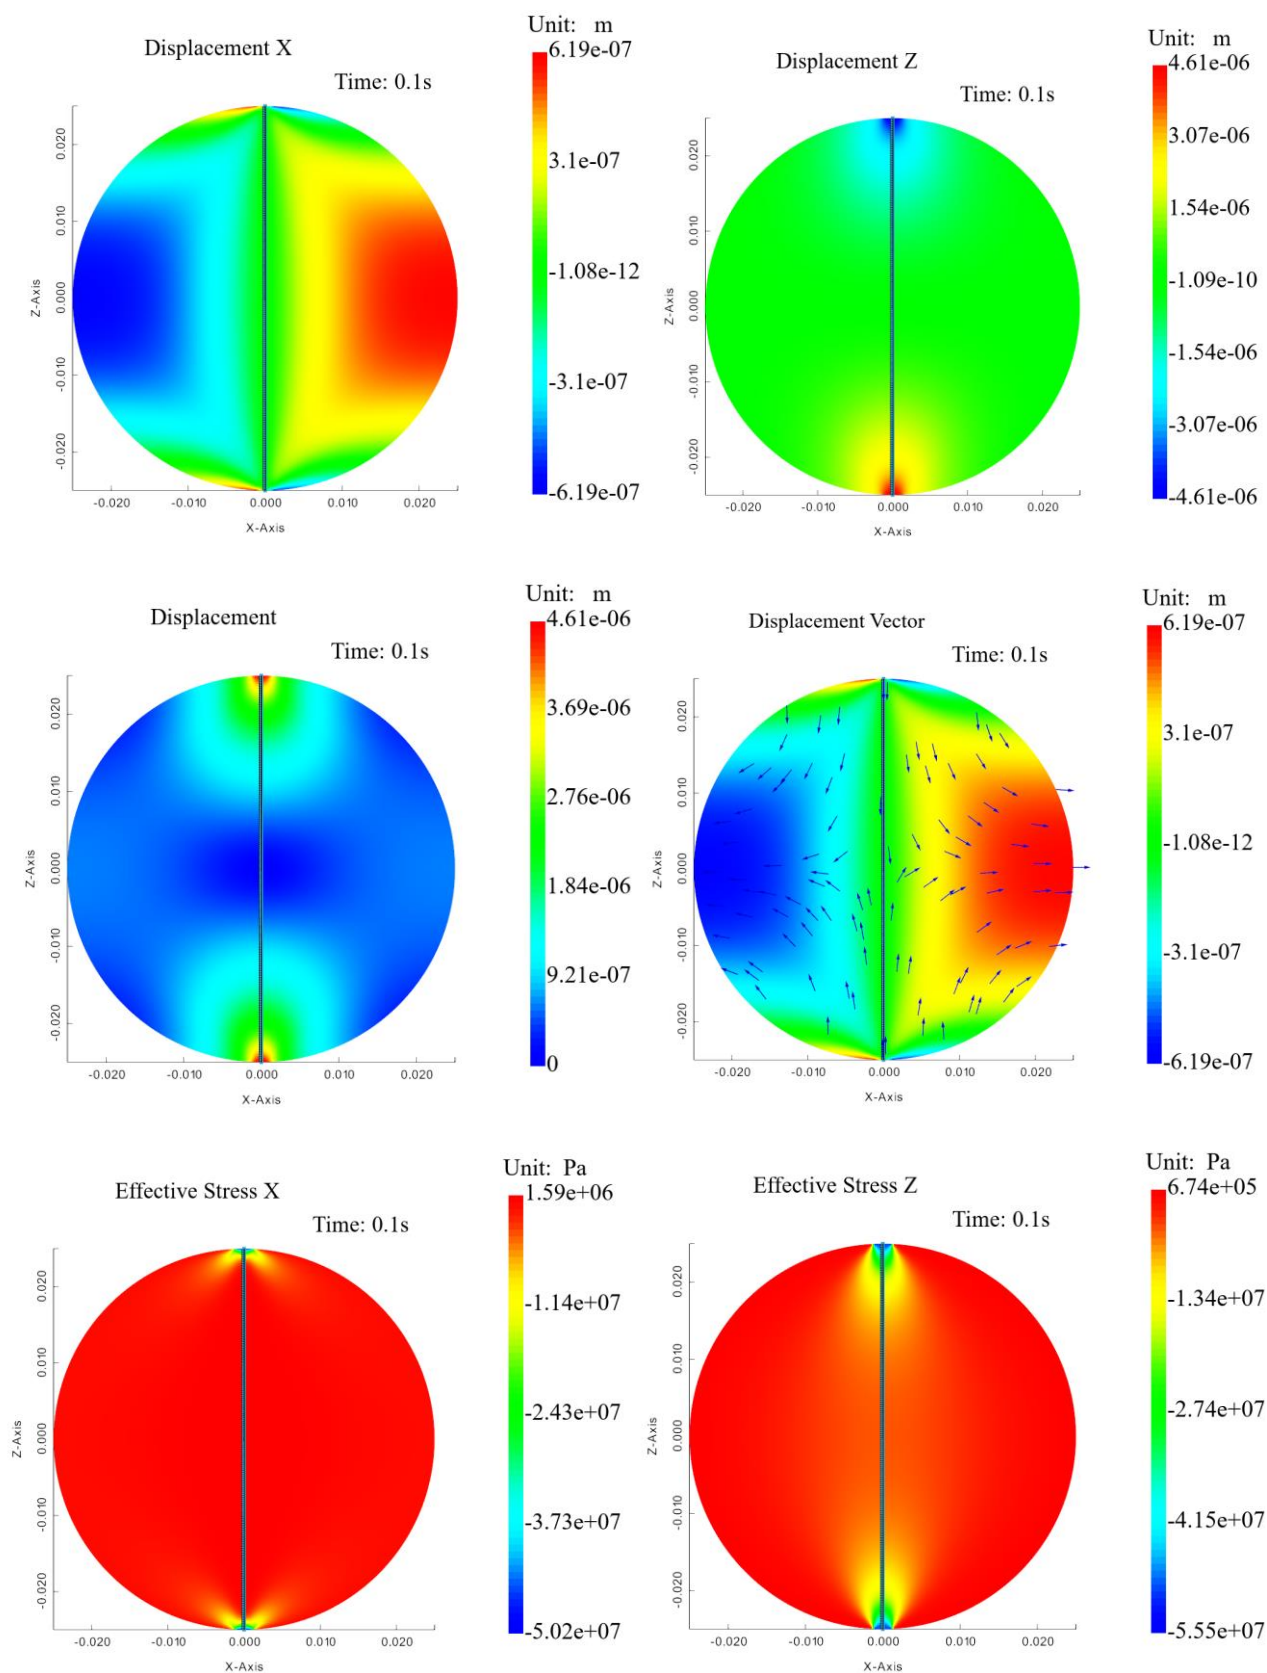 Displacement X
Unit: m
Time: 0.1s
6.19e-07
3.1e-07
-1.08e-12
-3.1e-07
-6.19e-07
Z-Axis
0.020
0.010
0.000
-0.010
-0.020
-0.020 -0.010 0.000 0.010 0.020
X-Axis
Displacement Z
Unit: m
Time: 0.1s
4.61e-06
3.07e-06
1.54e-06
-1.09e-10
-1.54e-06
-3.07e-06
-4.61e-06
Z-Axis
0.020
0.010
0.000
-0.010
-0.020
-0.020 -0.010 0.000 0.010 0.020
X-Axis
Displacement
Unit: m
Time: 0.1s
4.61e-06
3.69e-06
2.76e-06
1.84e-06
9.21e-07
0
Z-Axis
0.020
0.010
0.000
-0.010
-0.020
-0.020 -0.010 0.000 0.010 0.020
X-Axis
Displacement Vector
Unit: m
Time: 0.1s
6.19e-07
3.1e-07
-1.08e-12
-3.1e-07
-6.19e-07
Z-Axis
0.020
0.010
0.000
-0.010
-0.020
-0.020 -0.010 0.000 0.010 0.020
X-Axis
Effective Stress X
Unit: Pa
Time: 0.1s
1.59e+06
-1.14e+07
-2.43e+07
-3.73e+07
-5.02e+07
Z-Axis
0.020
0.010
0.000
-0.010
-0.020
-0.020 -0.010 0.000 0.010 0.020
X-Axis
Effective Stress Z
Unit: Pa
Time: 0.1s
6.74e+05
-1.34e+07
-2.74e+07
-4.15e+07
-5.55e+07
Z-Axis
0.020
0.010
0.000
-0.010
-0.020
-0.020 -0.010 0.000 0.010 0.020
X-Axis